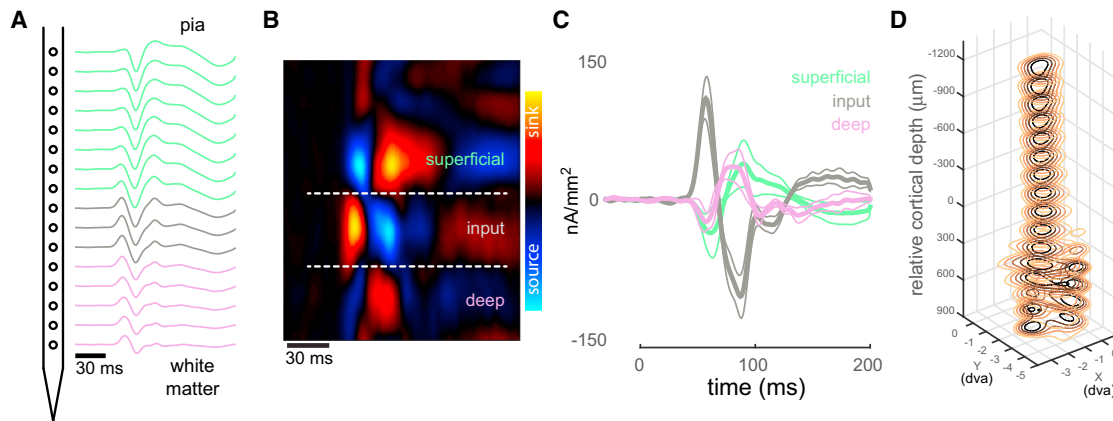 A
pia
30 ms
white
matter
B
superficial
input
deep
30 ms
sink
source
C
150
0
-150
nA/mm²
superficial
input
deep
0
100
200
time (ms)
D
relative cortical depth (μm)
-1200
-900
-600
-300
0
300
600
900
0
-1
-2
-3
-4
-5
Y
(dva)
-3
-2
-1
X
(dva)